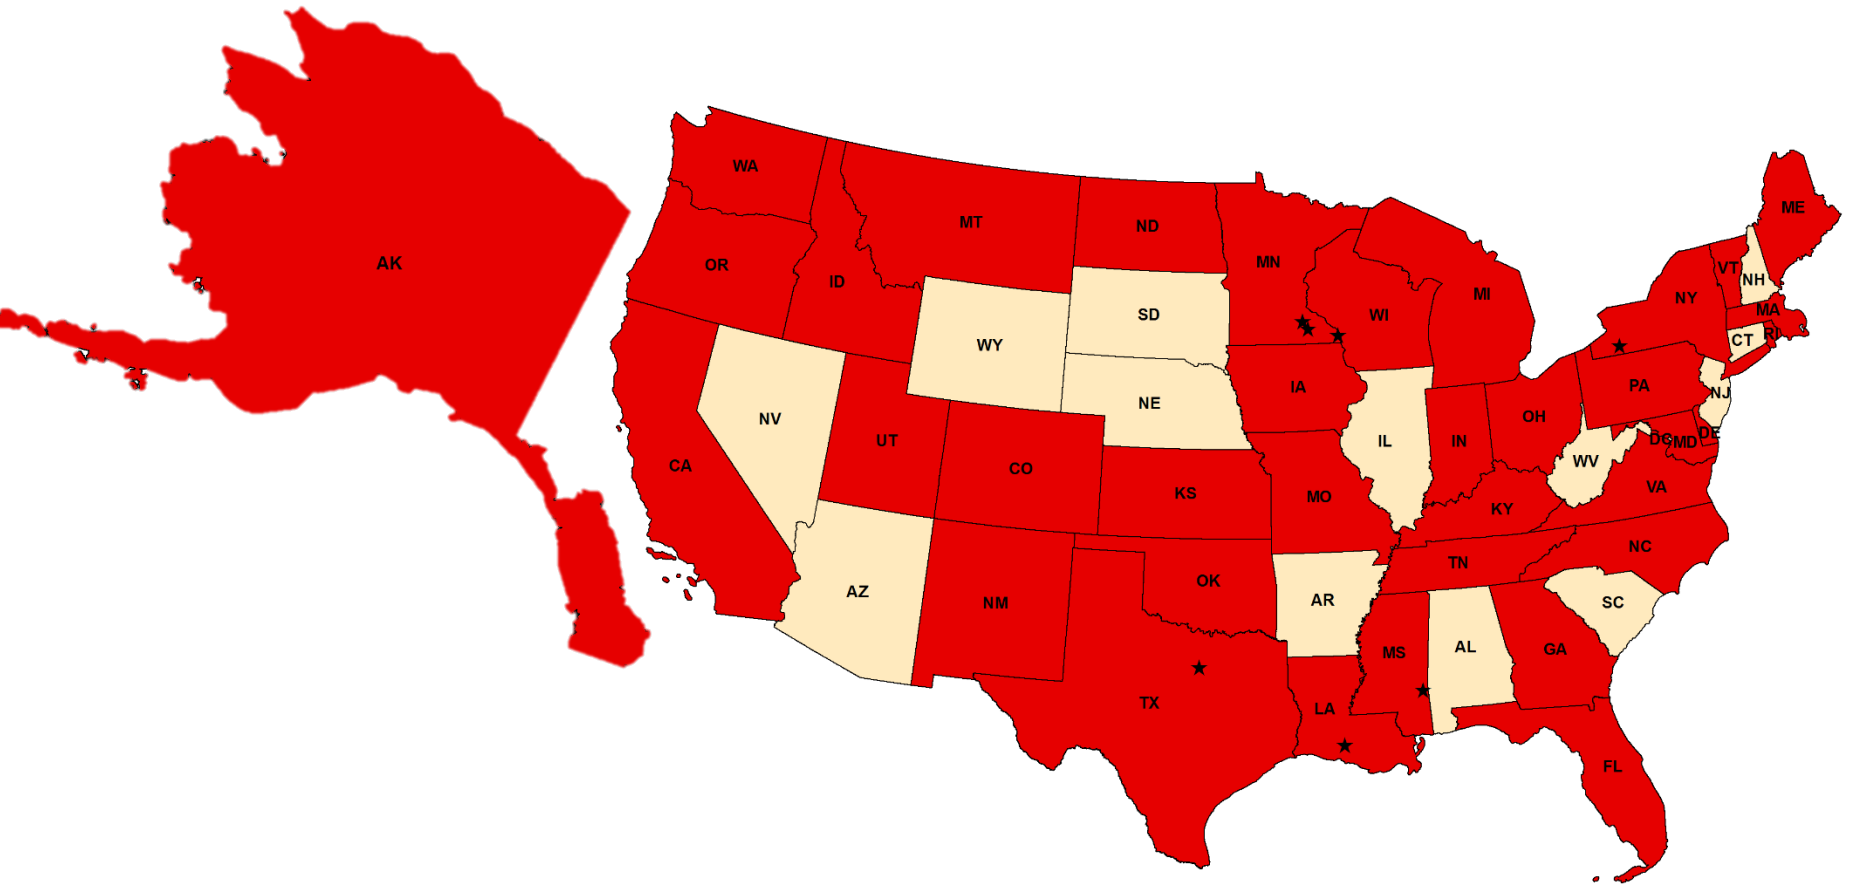 WA
ME
MT
ND
MN
AK
OR
ID
VT
NH
NY
MI
SD
WI
MA
RI
CT
WY
IA
PA
NE
NJ
NV
UT
OH
DE
CA
CO
IL
IN
DC
MD
WV
KS
MO
VA
KY
NC
TN
OK
AZ
NM
AR
SC
MS
AL
GA
TX
LA
FL